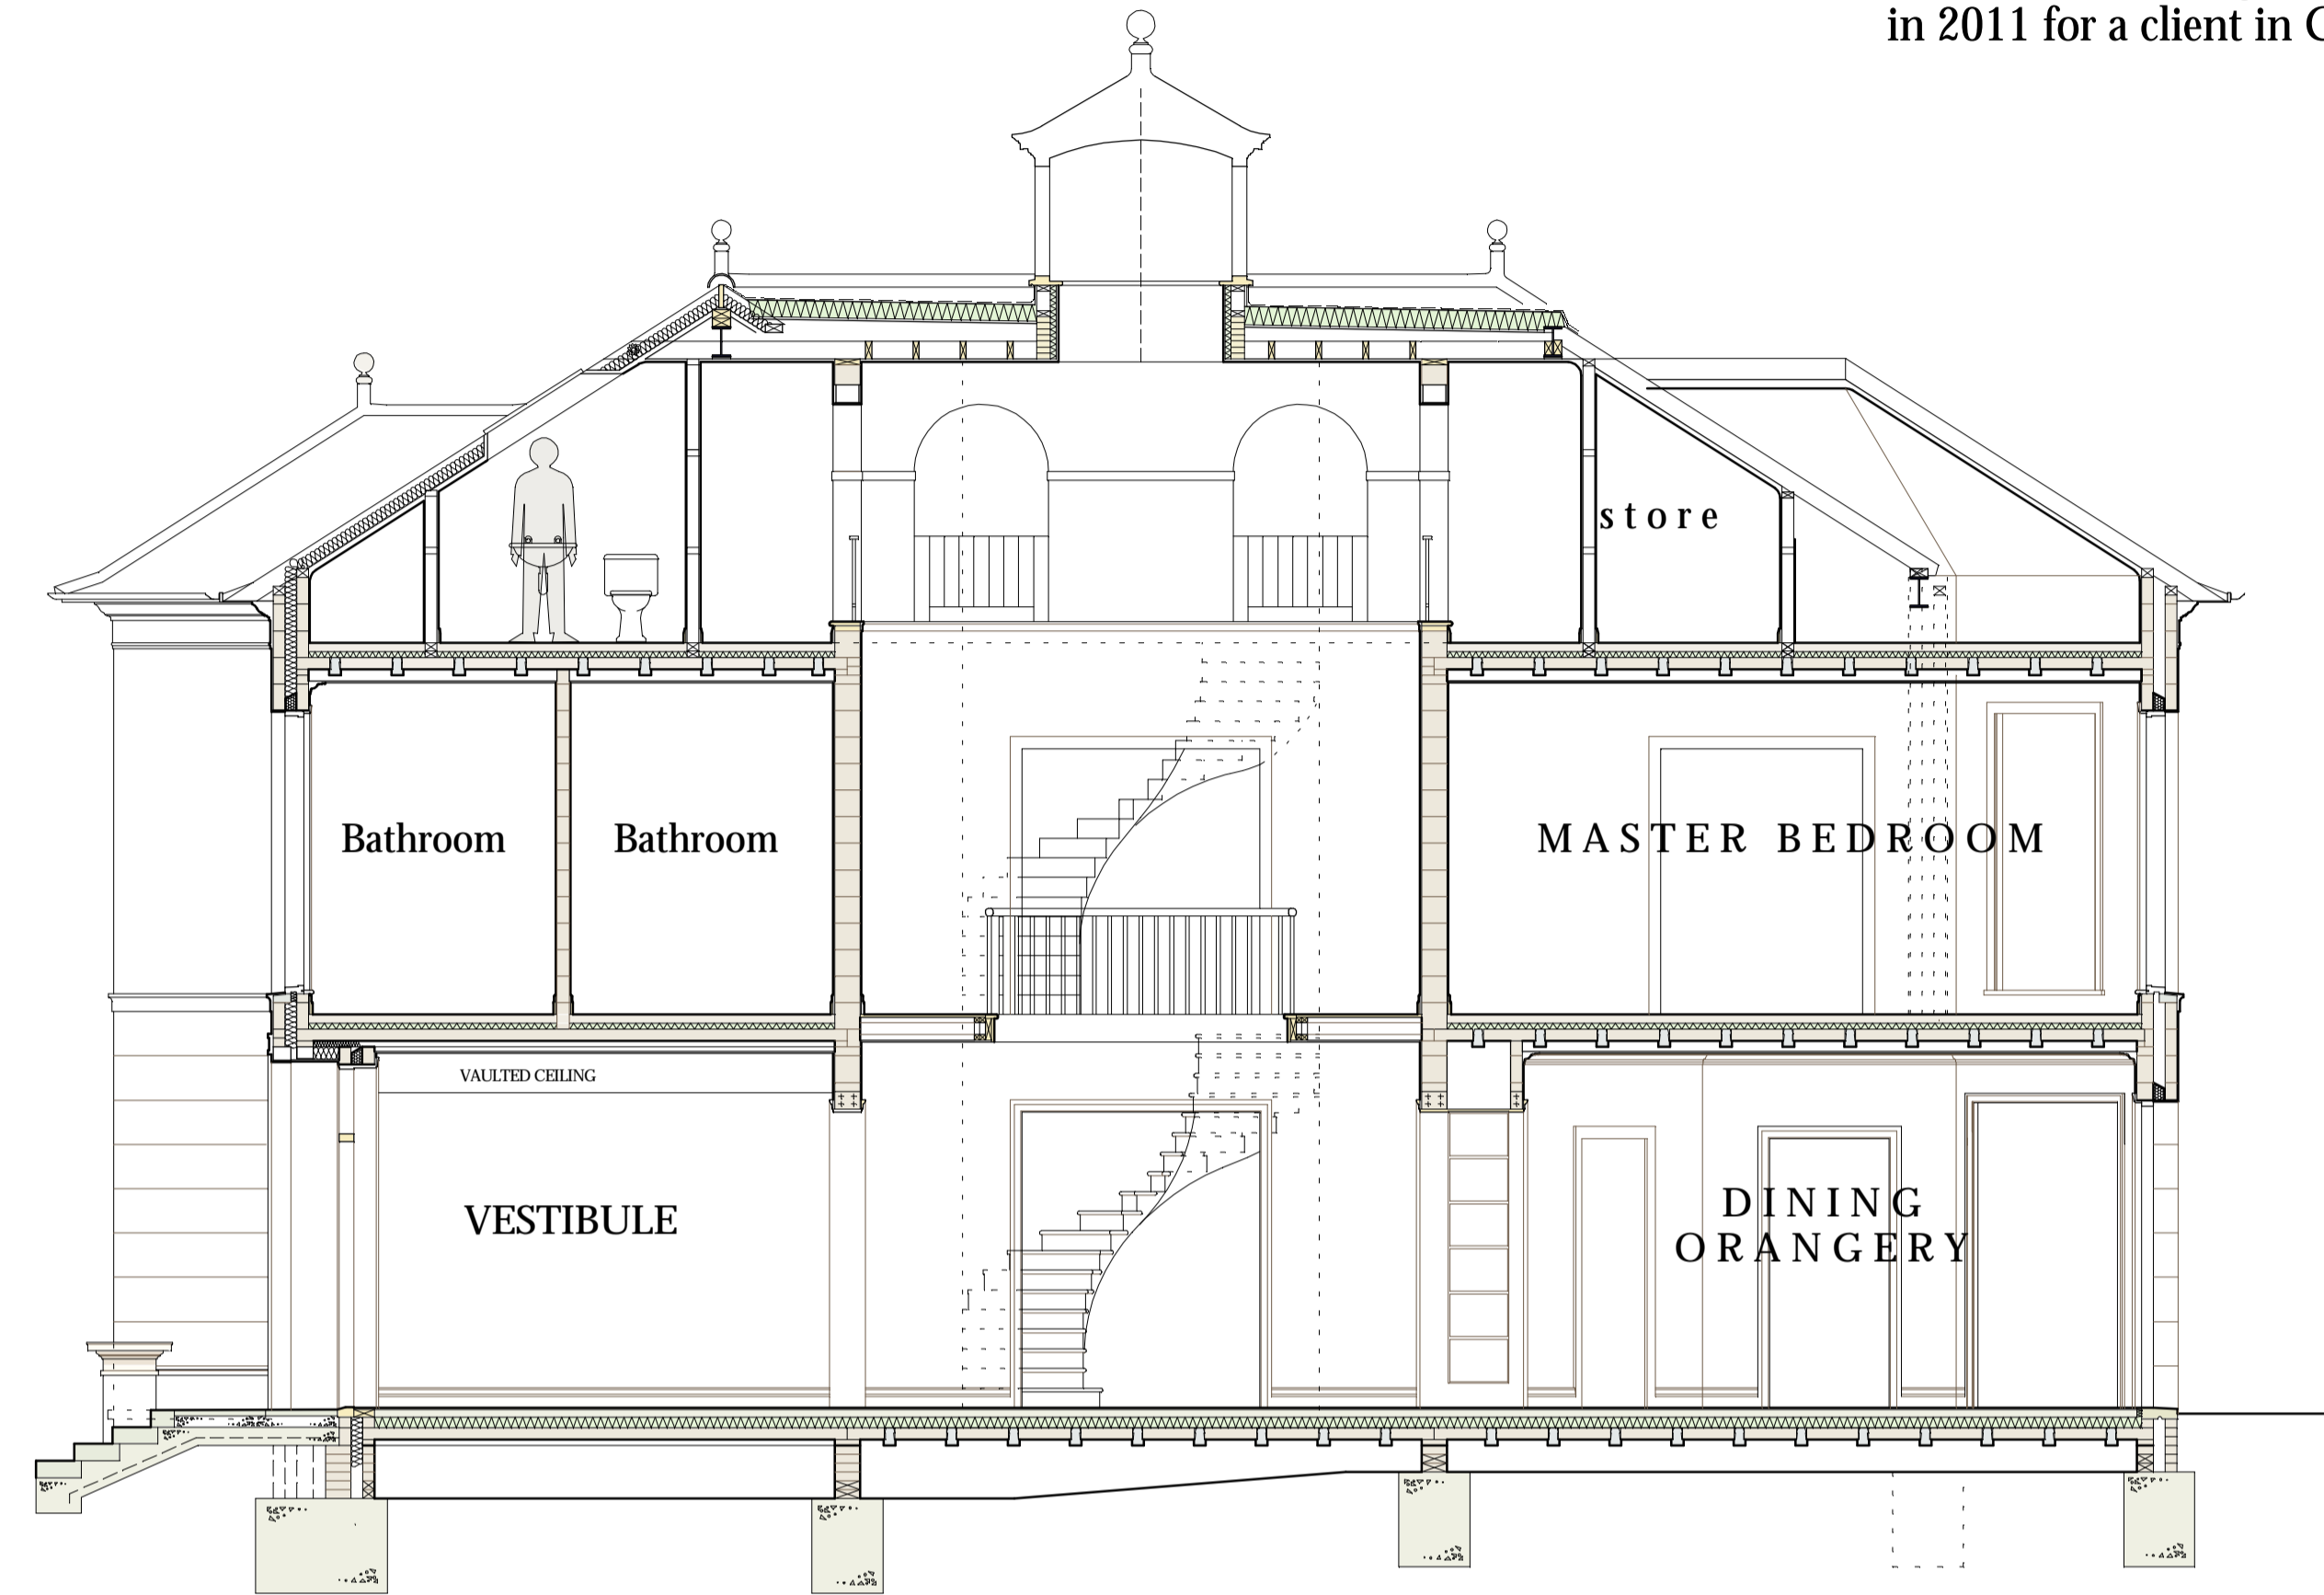 in 2011 for a client in
store
Bathroom
Bathroom
MASTER BEDROOM
VAULTED CEILING
VESTIBULE
DINING
ORANGERY